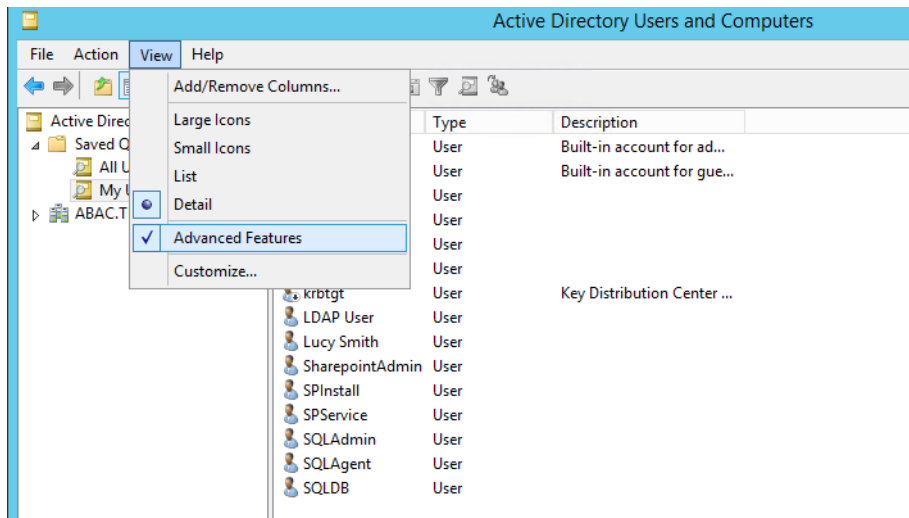 Active Directory Users and Computers
File Action View Help
Add/Remove Columns...
Large Icons
Small Icons
List
Detail
Advanced Features
Customize...
Active Direc
Saved Q
All U
My U
ABAC.T
Type Description
User Built-in account for ad...
User Built-in account for gue...
User
User
User
User
krbtgt User Key Distribution Center ...
LDAP User User
Lucy Smith User
SharepointAdmin User
SPInstall User
SPService User
SQLAdmin User
SQLAgent User
SQLDB User